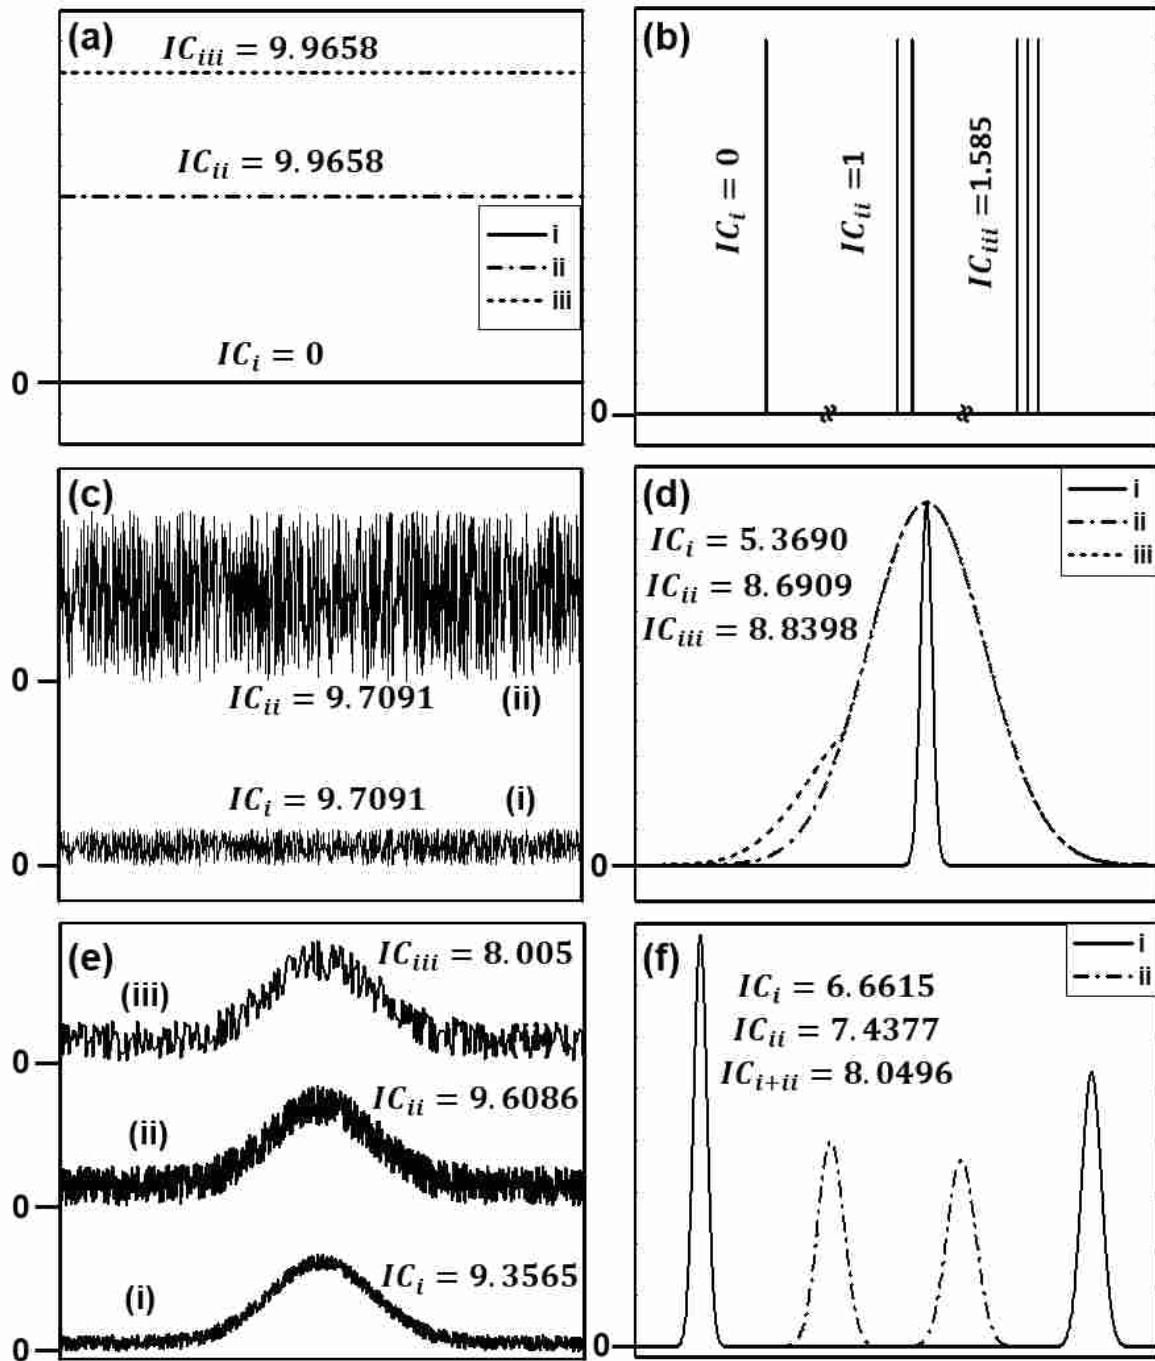 (a)
IC_iii = 9.9658
IC_ii = 9.9658
i
ii
iii
IC_i = 0
0
(b)
IC_i = 0
IC_ii =1
IC_iii =1.585
0
(c)
IC_ii = 9.7091 (ii)
0
IC_i = 9.7091 (i)
0
(d)
i
ii
iii
IC_i = 5.3690
IC_ii = 8.6909
IC_iii = 8.8398
0
(e)
IC_iii = 8.005
(iii)
0
IC_ii = 9.6086
(ii)
0
IC_i = 9.3565
(i)
0
(f)
i
ii
IC_i = 6.6615
IC_ii = 7.4377
IC_i+ii = 8.0496
0